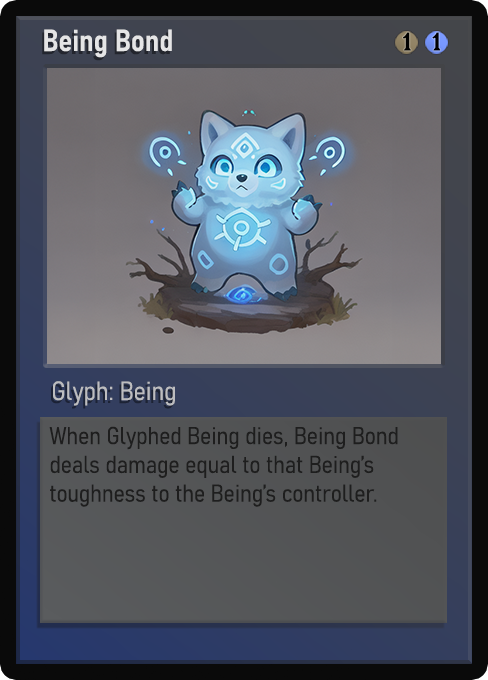 Being Bond 1 1
Glyph: Being
When Glyphed Being dies, Being Bond
deals damage equal to that Being's
toughness to the Being's controller.